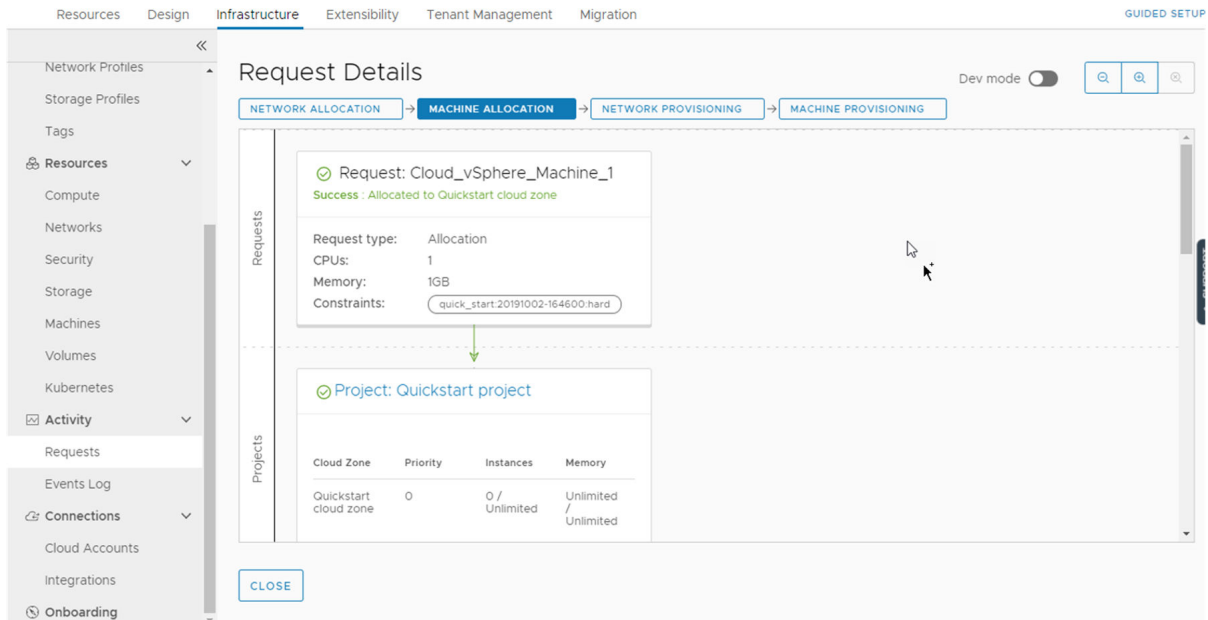 Resources Design Infrastructure Extensibility Tenant Management Migration GUIDED SETUP
Network Profiles
Storage Profiles
Tags
Resources
Compute
Networks
Security
Storage
Machines
Volumes
Kubernetes
Activity
Requests
Events Log
Connections
Cloud Accounts
Integrations
Onboarding
Request Details
Dev mode
NETWORK ALLOCATION MACHINE ALLOCATION NETWORK PROVISIONING MACHINE PROVISIONING
Requests
Request: Cloud_vSphere_Machine_1
Success : Allocated to Quickstart cloud zone
Request type: Allocation
CPUs: 1
Memory: 1GB
Constraints: quick_start:20191002-164600:hard
Projects
Project: Quickstart project
Cloud Zone Priority Instances Memory
Quickstart 0 0 / Unlimited
cloud zone Unlimited /
Unlimited
CLOSE